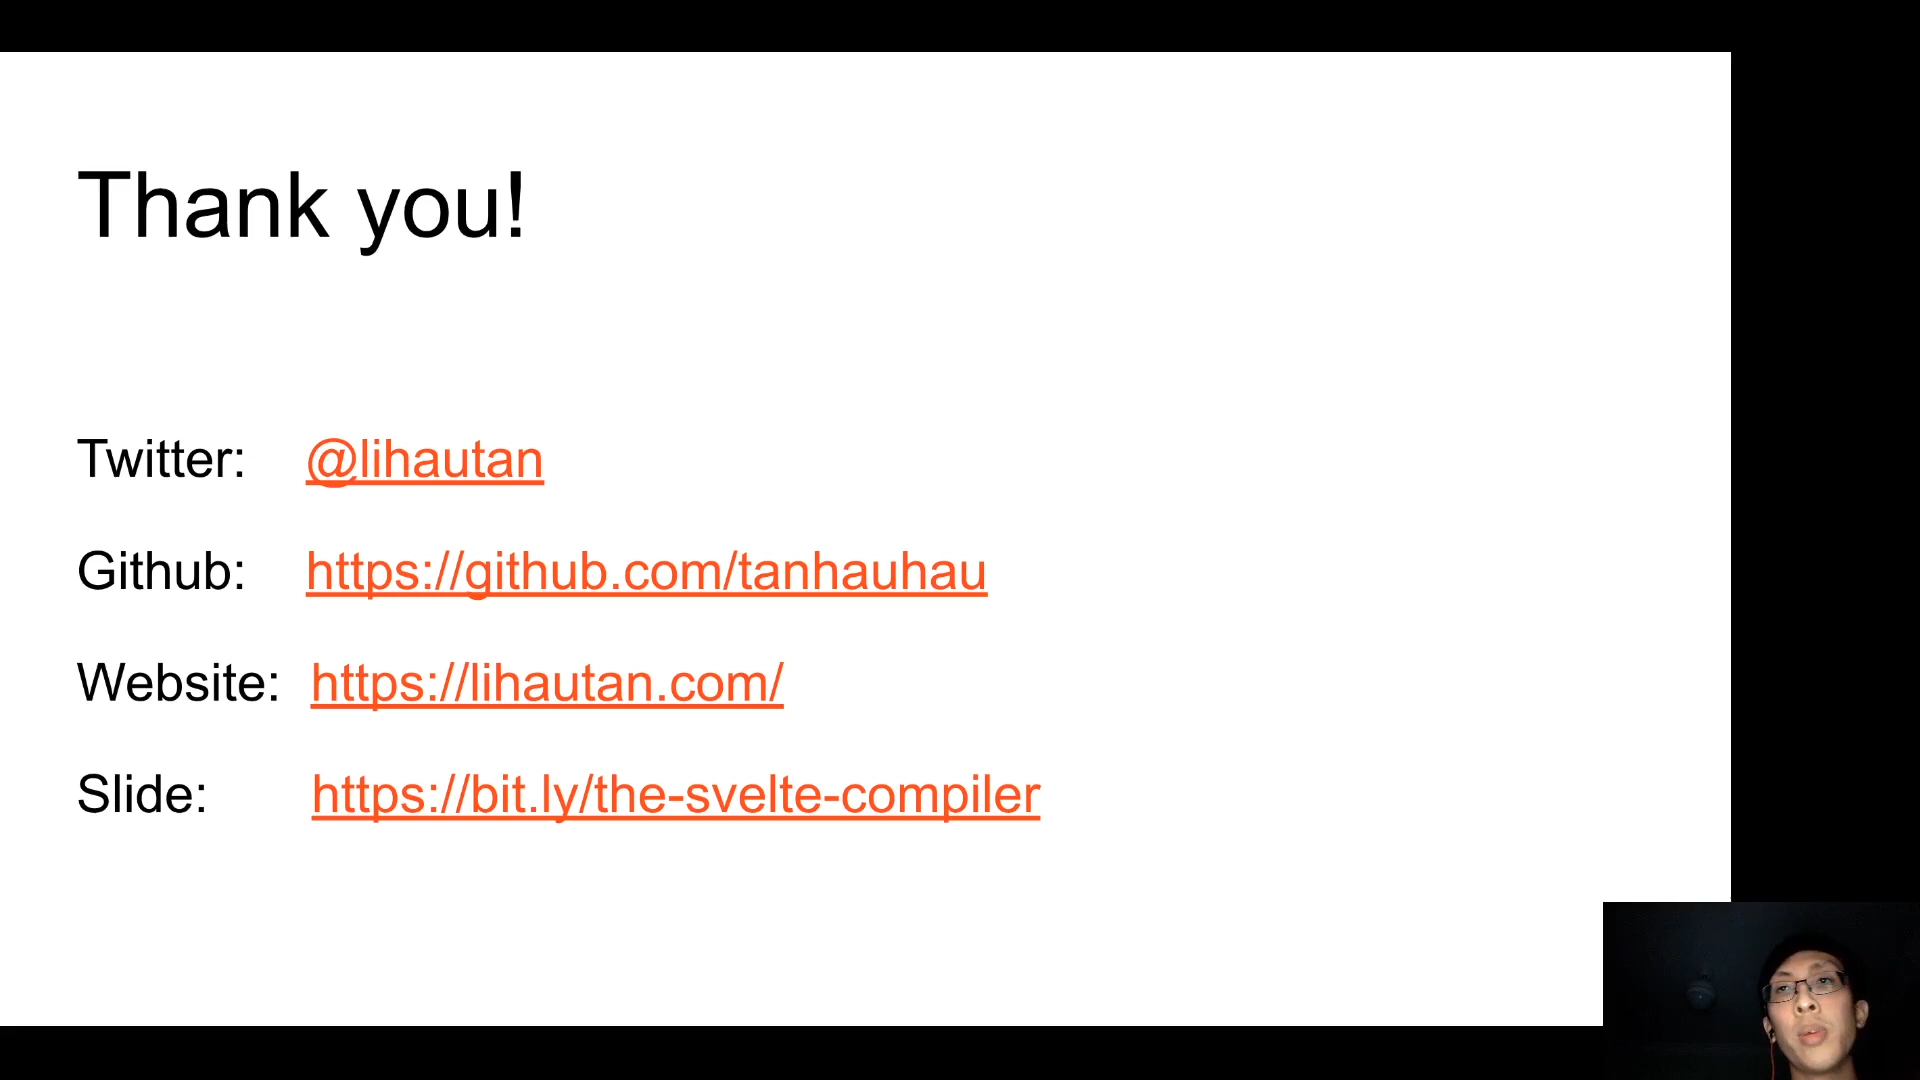 Thank you!
Twitter: @lihautan
Github: https://github.com/tanhauhau
Website: https://lihautan.com/
Slide: https://bit.ly/the-svelte-compiler